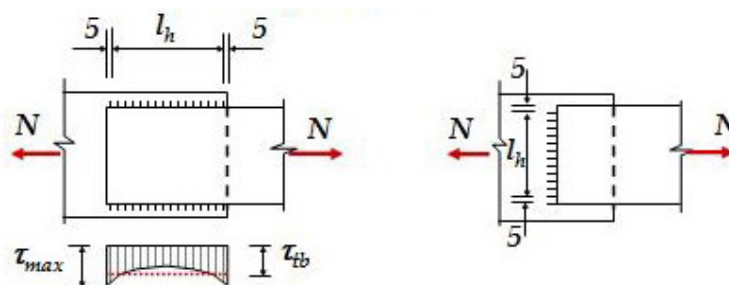 5 l_h 5
N N
τ_max τ_tb
5
N l_h N
5